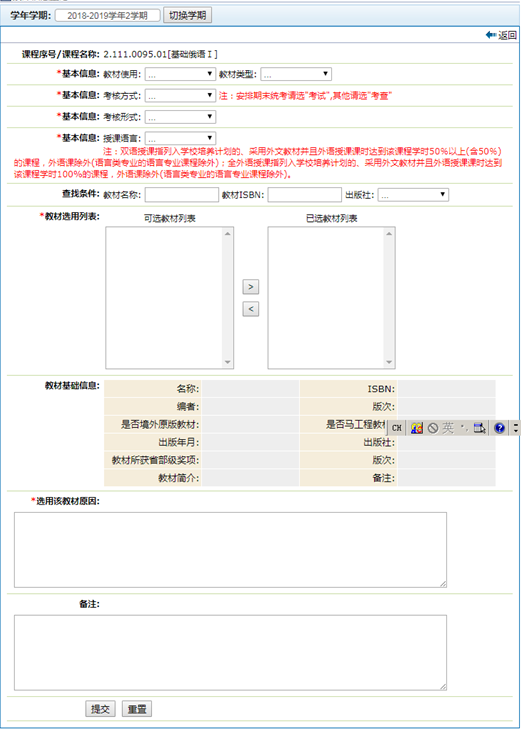 学年学期: 2018-2019学年2学期 切换学期
返回
课程序号/课程名称: 2.111.0095.01[基础俄语Ⅰ]
*基本信息: 教材使用: ... 教材类型: ...
*基本信息: 考核方式: ... 注：安排期末统考请选"考试",其他请选"考查"
*基本信息: 考核形式: ...
*基本信息: 授课语言: ...
注：双语授课指列入学校培养计划的、采用外文教材并且外语授课课时达到该课程学时50%以上(含50%)
的课程，外语课除外(语言类专业的语言专业课程除外)；全外语授课指列入学校培养计划的、采用外文教材并且外语授课课时达到
该课程学时100%的课程，外语课除外(语言类专业的语言专业课程除外)。
查找条件: 教材名称: 教材ISBN: 出版社: ...
*教材选用列表: 可选教材列表 已选教材列表
>
<
教材基础信息: 名称: ISBN:
编者: 版次:
是否境外原版教材: 是否马工程教材
CH 英
出版年月: 出版社:
教材所获省部级奖项: 版次:
教材简介: 备注:
*选用该教材原因:
备注:
提交 重置